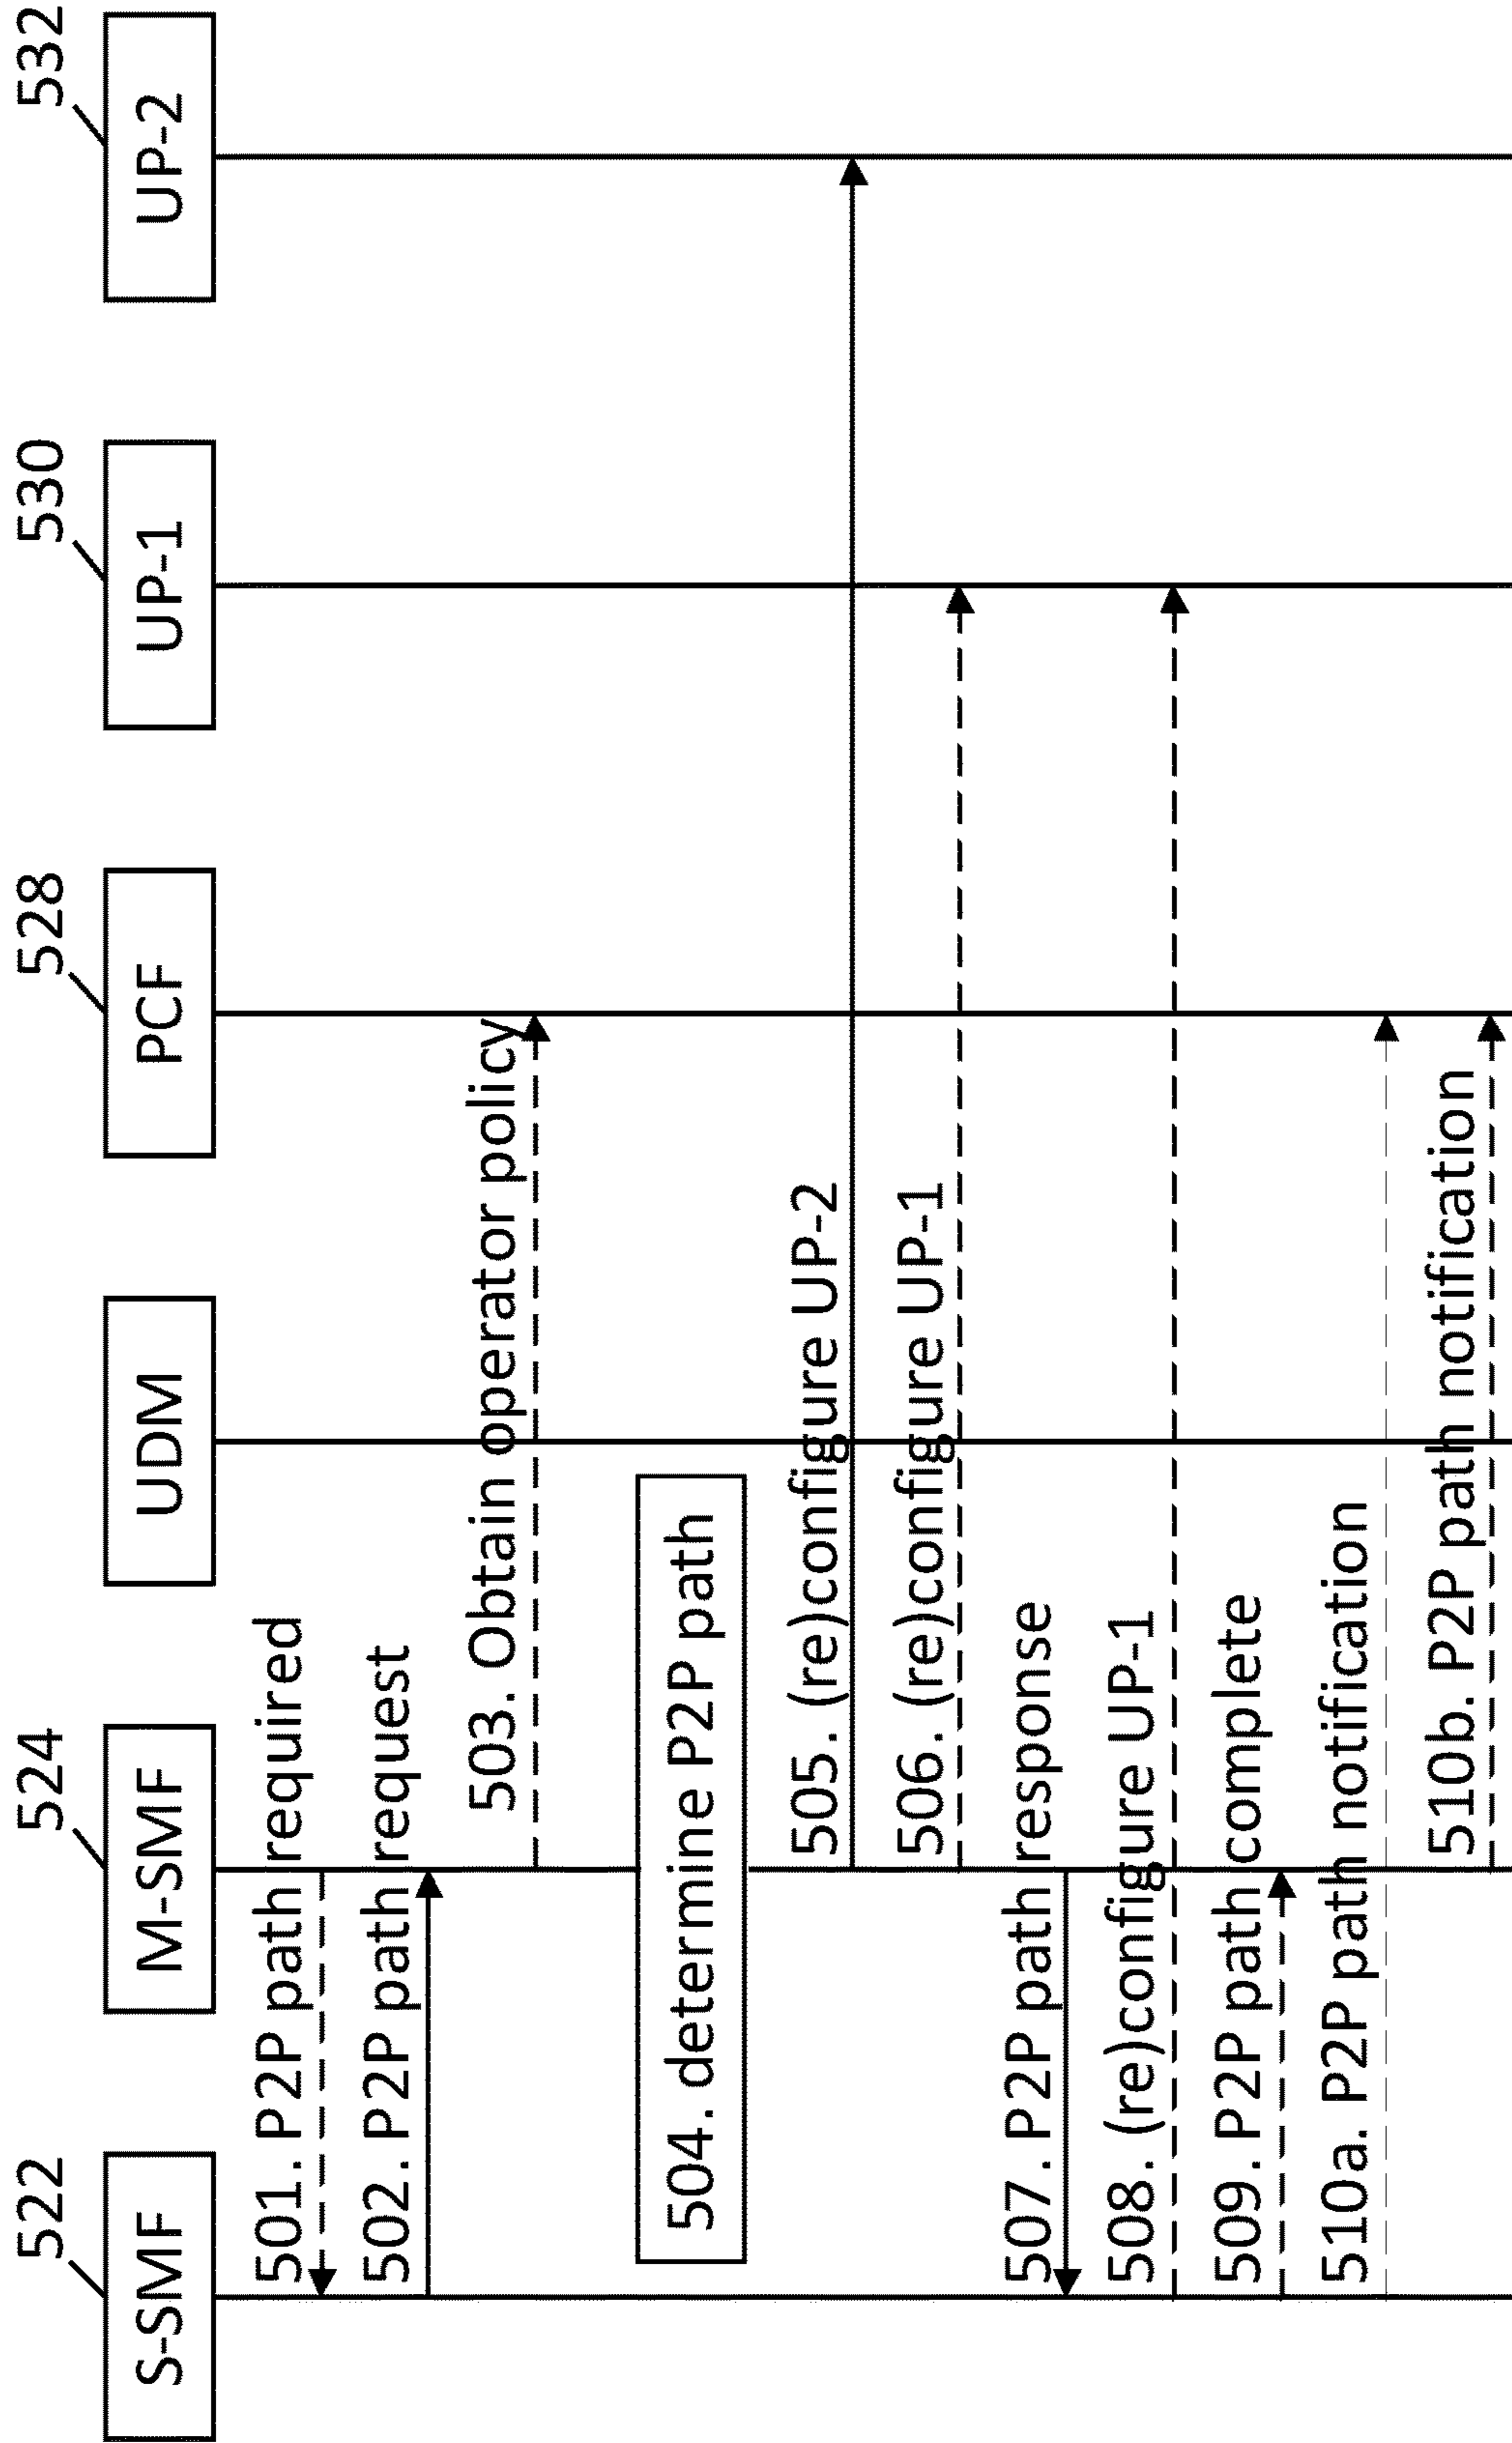 522
524
528
530
532
S-SMF
M-SMF
UDM
PCF
UP-1
UP-2
501. P2P path required
502. P2P path request
503. Obtain operator policy
504. determine P2P path
505. (re)configure UP-2
506. (re)configure UP-1
507. P2P path response
508. (re)configure UP-1
509. P2P path complete
510a. P2P path notification
510b. P2P path notification